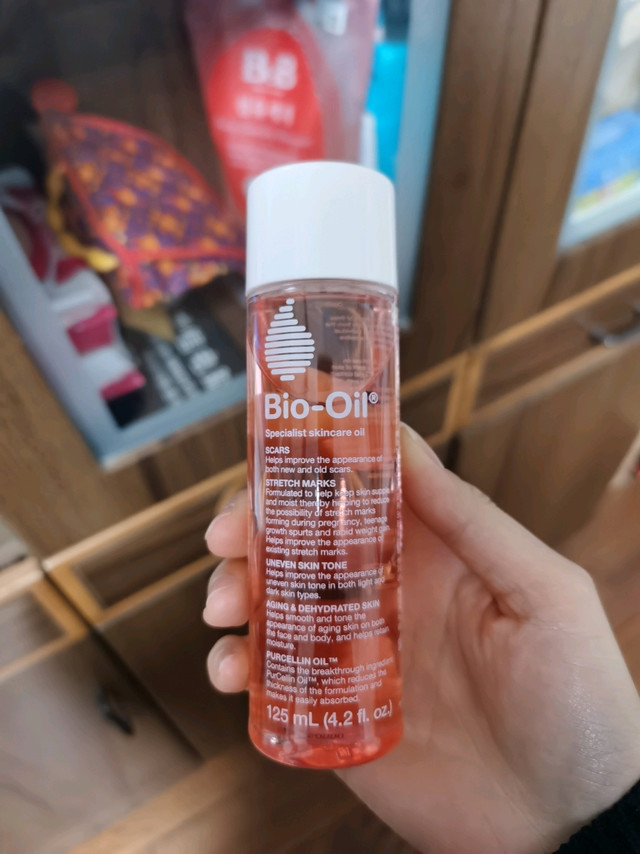 B&B
Bio-Oil®
Specialist skincare oil
SCARS
Helps improve the appearance of
both new and old scars.
STRETCH MARKS
Formulated to help keep skin supple
and moist then by helping to reduce
the possibility of stretch marks
forming during pregnancy, teenage
growth spurts and rapid weight gain.
Helps improve the appearance of
existing stretch marks.
UNEVEN SKIN TONE
Helps improve the appearance of
uneven skin tone in both light and
dark skin types.
AGING & DEHYDRATED SKIN
Helps smooth and tone the
appearance of aging skin on both
the face and body, and helps retain
moisture.
PURCELLIN OIL™
Contains the breakthrough ingredient
PurCellin Oil™, which reduces the
thickness of the formulation and
makes it easily absorbed.
125 mL (4.2 fl. oz.)